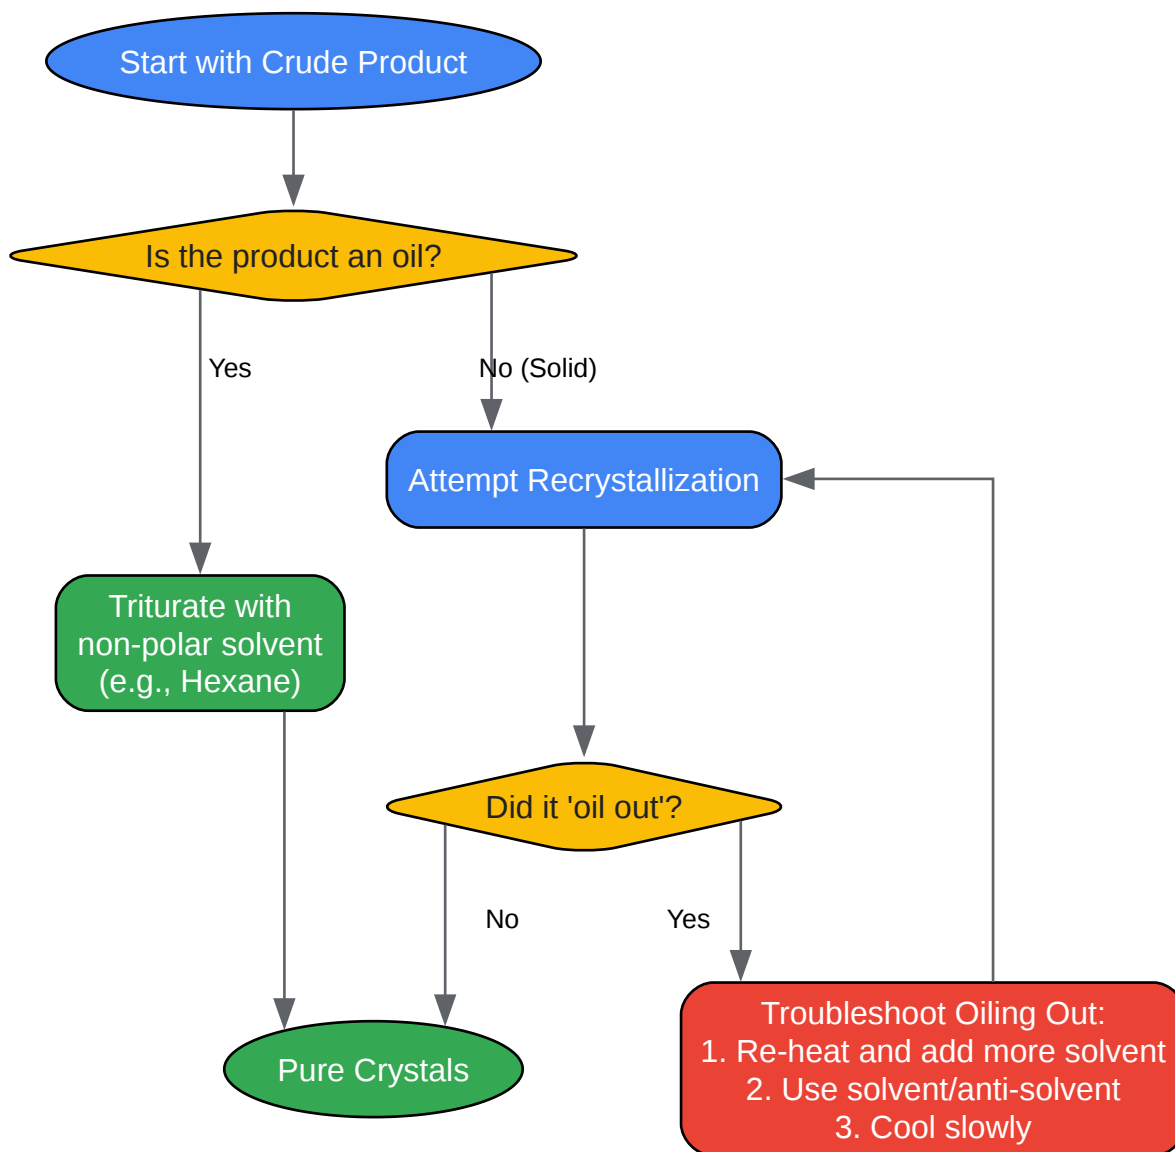 Start with Crude Product
Is the product an oil?
Yes
No (Solid)
Attempt Recrystallization
Triturate with
non-polar solvent
(e.g., Hexane)
Did it 'oil out'?
No
Yes
Troubleshoot Oiling Out:
1. Re-heat and add more solvent
2. Use solvent/anti-solvent
3. Cool slowly
Pure Crystals